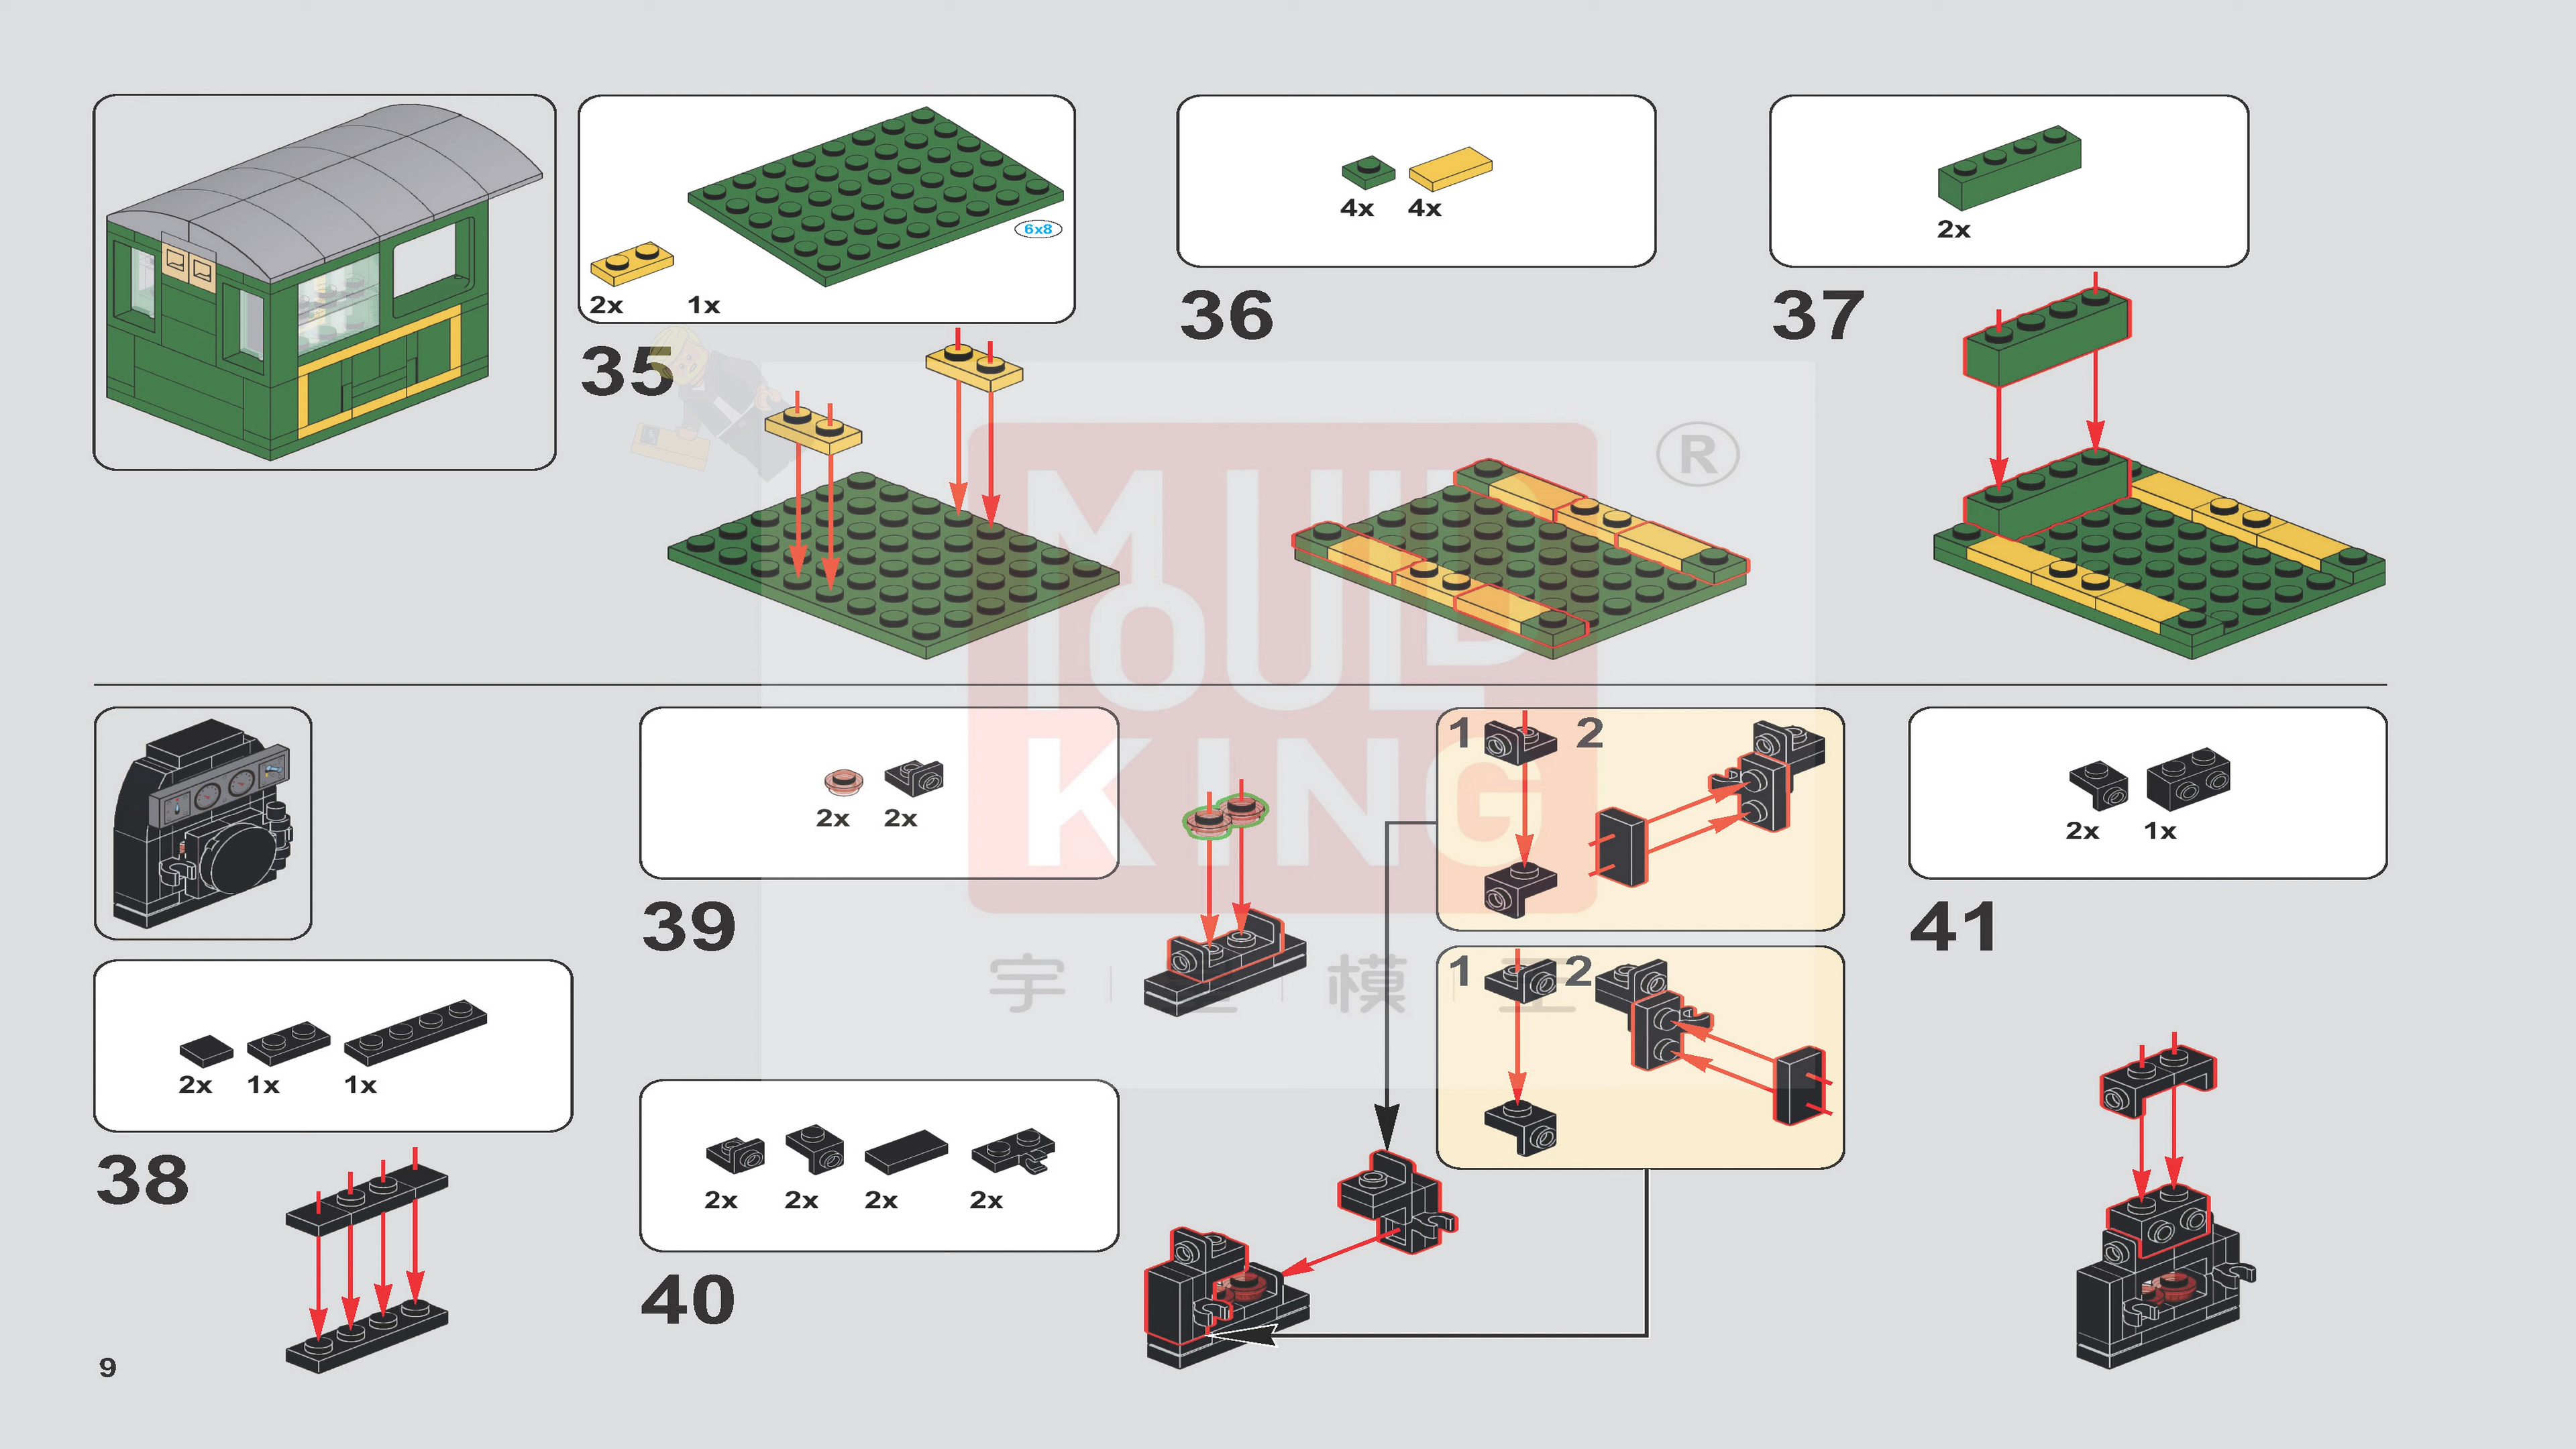 6x8
2x 1x
35
4x 4x
36
2x
37
MOULD
KING
®
宇 模
2x 1x 1x
38
2x 2x
39
2x 2x 2x 2x
40
1 2
1 2
2x 1x
41
9